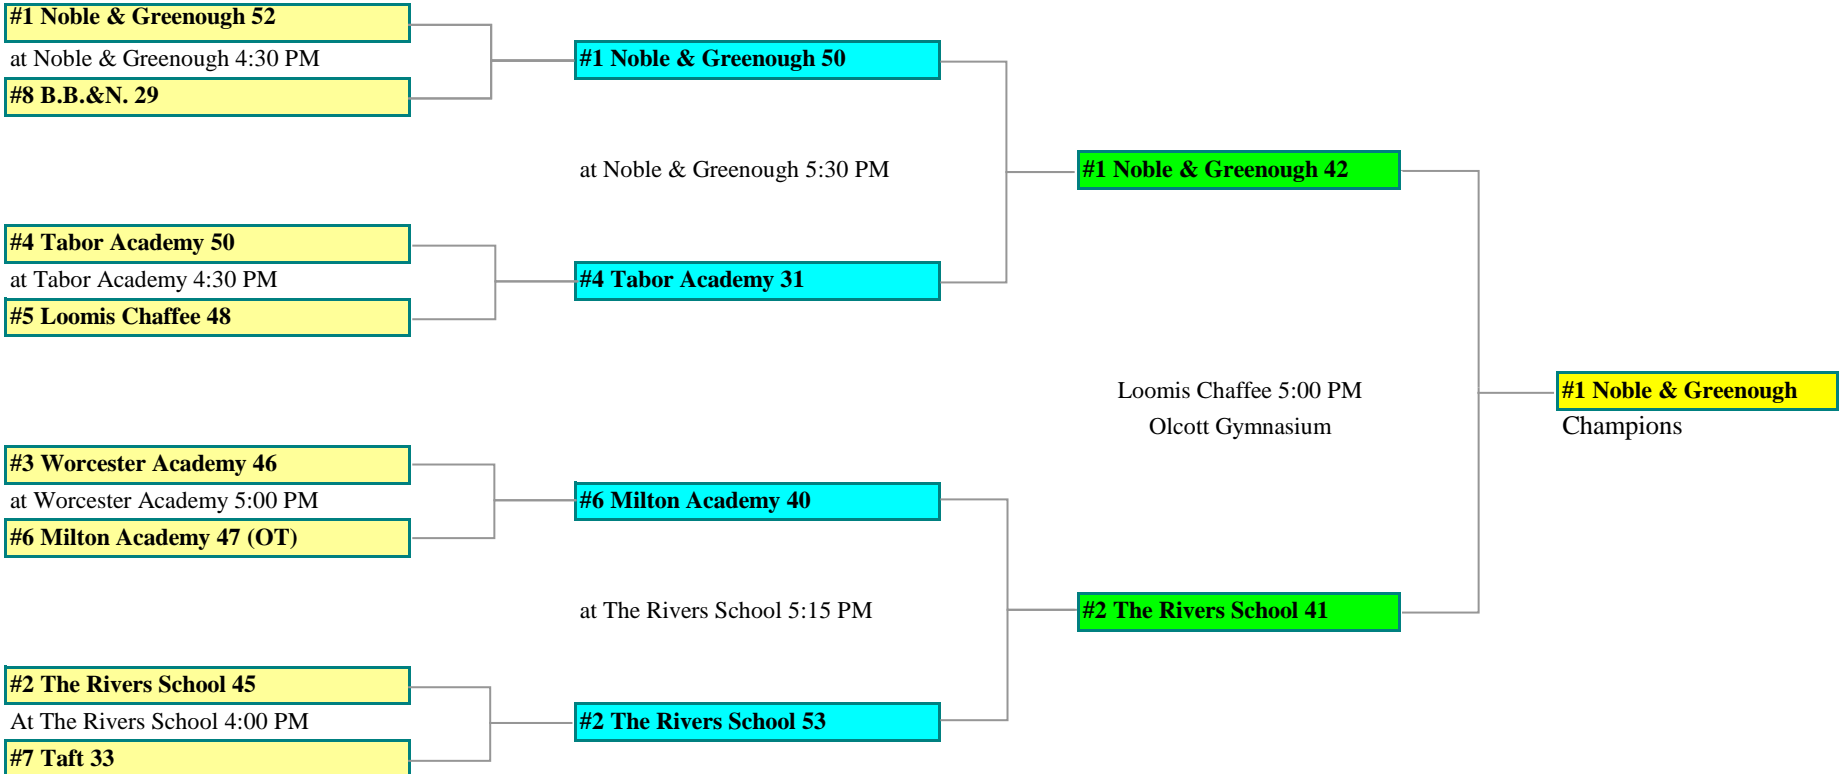 #1 Noble & Greenough 52
at Noble & Greenough 4:30 PM
#8 B.B.&N. 29
#1 Noble & Greenough 50
at Noble & Greenough 5:30 PM
#4 Tabor Academy 50
at Tabor Academy 4:30 PM
#5 Loomis Chaffee 48
#4 Tabor Academy 31
#1 Noble & Greenough 42
Loomis Chaffee 5:00 PM
Olcott Gymnasium
#1 Noble & Greenough
Champions
#3 Worcester Academy 46
at Worcester Academy 5:00 PM
#6 Milton Academy 47 (OT)
#6 Milton Academy 40
at The Rivers School 5:15 PM
#2 The Rivers School 41
#2 The Rivers School 45
At The Rivers School 4:00 PM
#7 Taft 33
#2 The Rivers School 53